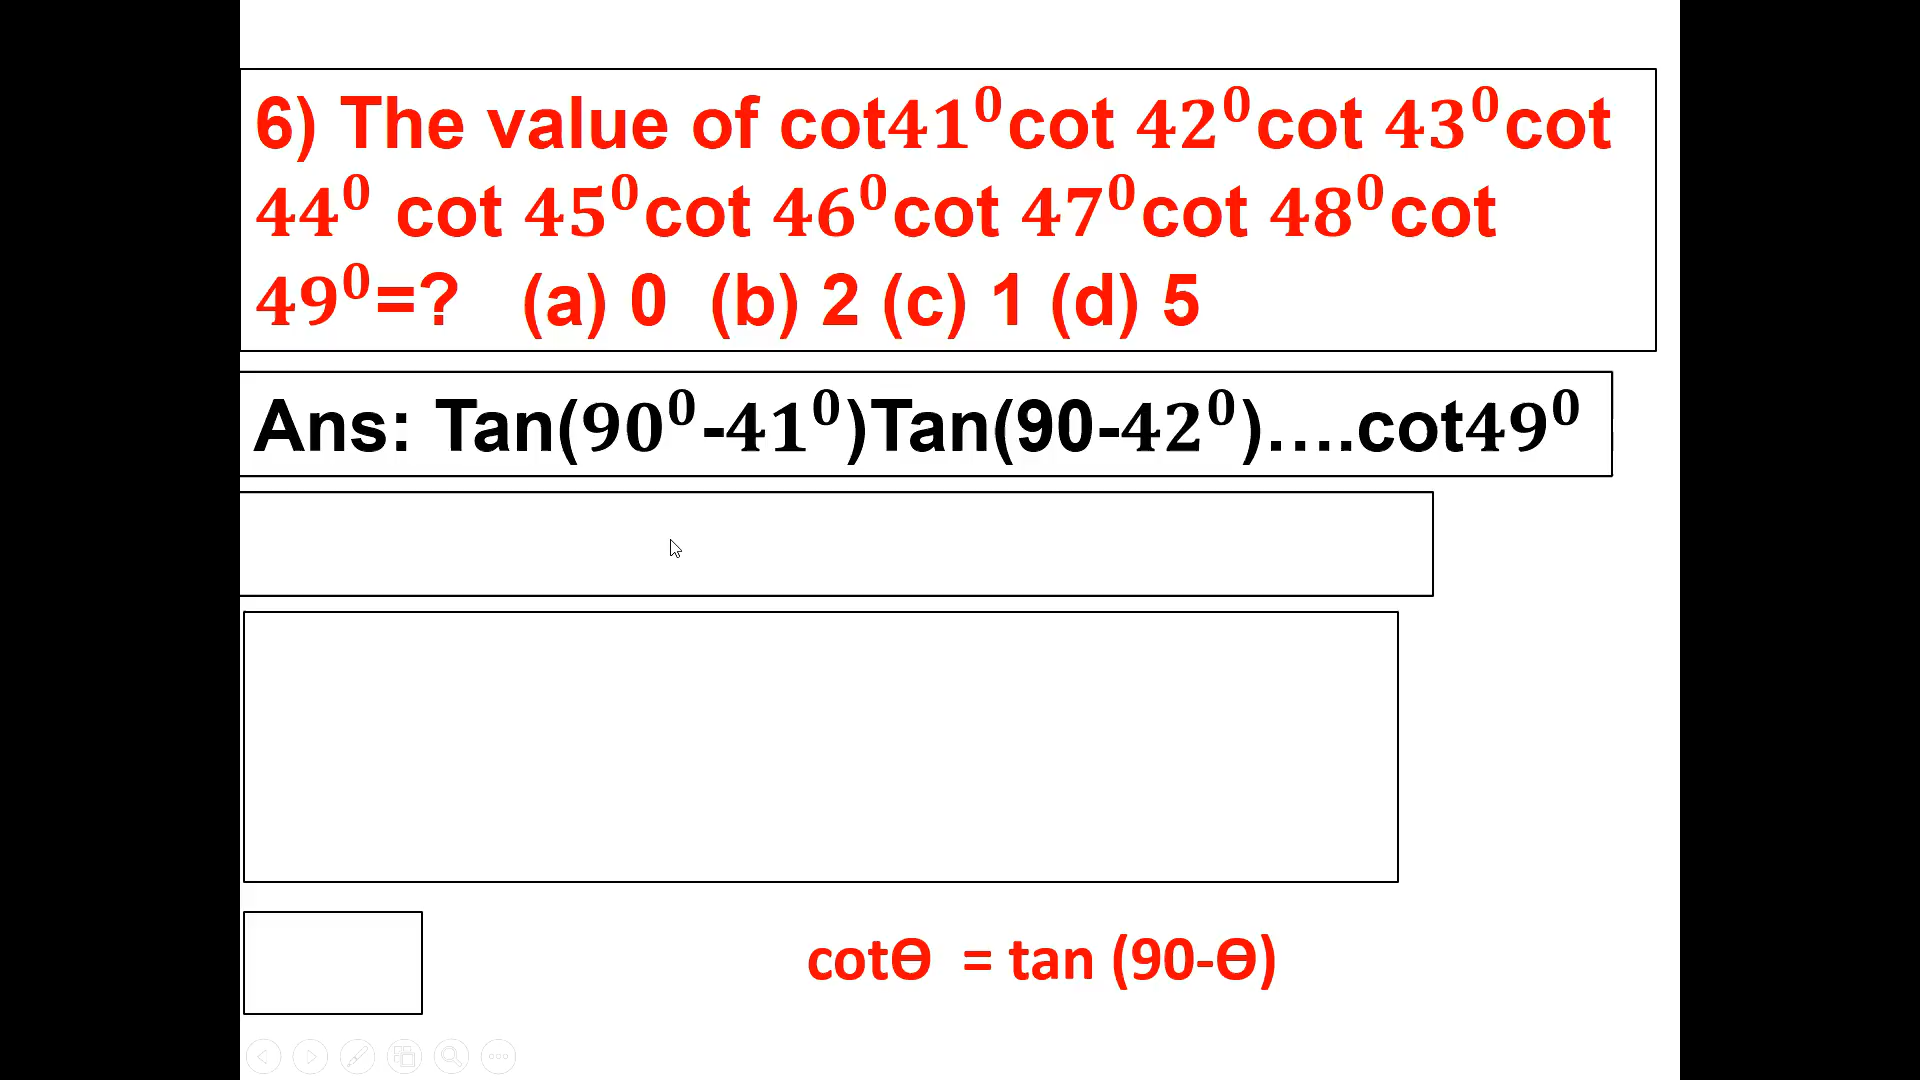 6) The value of cot41⁰cot 42⁰cot 43⁰cot
44⁰ cot 45⁰cot 46⁰cot 47⁰cot 48⁰cot
49⁰=? (a) 0 (b) 2 (c) 1 (d) 5
Ans: Tan(90⁰-41⁰)Tan(90-42⁰)....cot49⁰
cotΘ = tan (90-Θ)